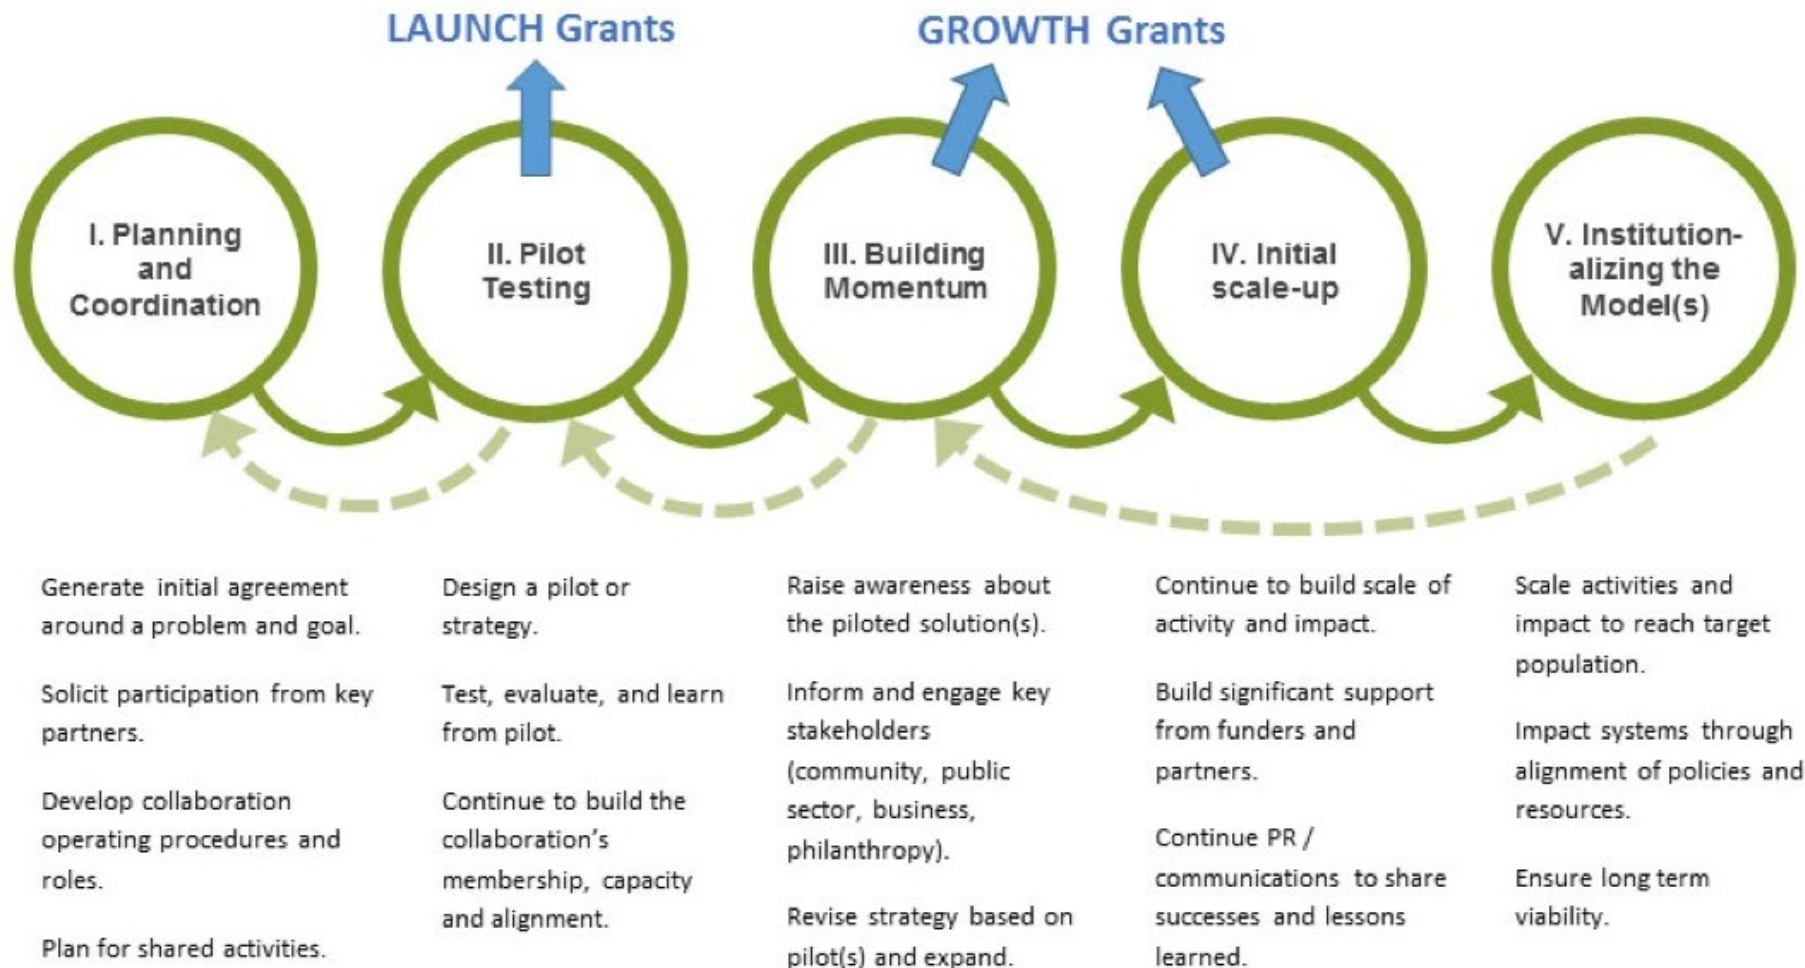 LAUNCH Grants
GROWTH Grants
I. Planning
and
Coordination
II. Pilot
Testing
III. Building
Momentum
IV. Initial
scale-up
V. Institution-
alizing the
Model(s)
Generate initial agreement
around a problem and goal.
Solicit participation from key
partners.
Develop collaboration
operating procedures and
roles.
Plan for shared activities.
Design a pilot or
strategy.
Test, evaluate, and learn
from pilot.
Continue to build the
collaboration’s
membership, capacity
and alignment.
Raise awareness about
the piloted solution(s).
Inform and engage key
stakeholders
(community, public
sector, business,
philanthropy).
Revise strategy based on
pilot(s) and expand.
Continue to build scale of
activity and impact.
Build significant support
from funders and
partners.
Continue PR /
communications to share
successes and lessons
learned.
Scale activities and
impact to reach target
population.
Impact systems through
alignment of policies and
resources.
Ensure long term
viability.